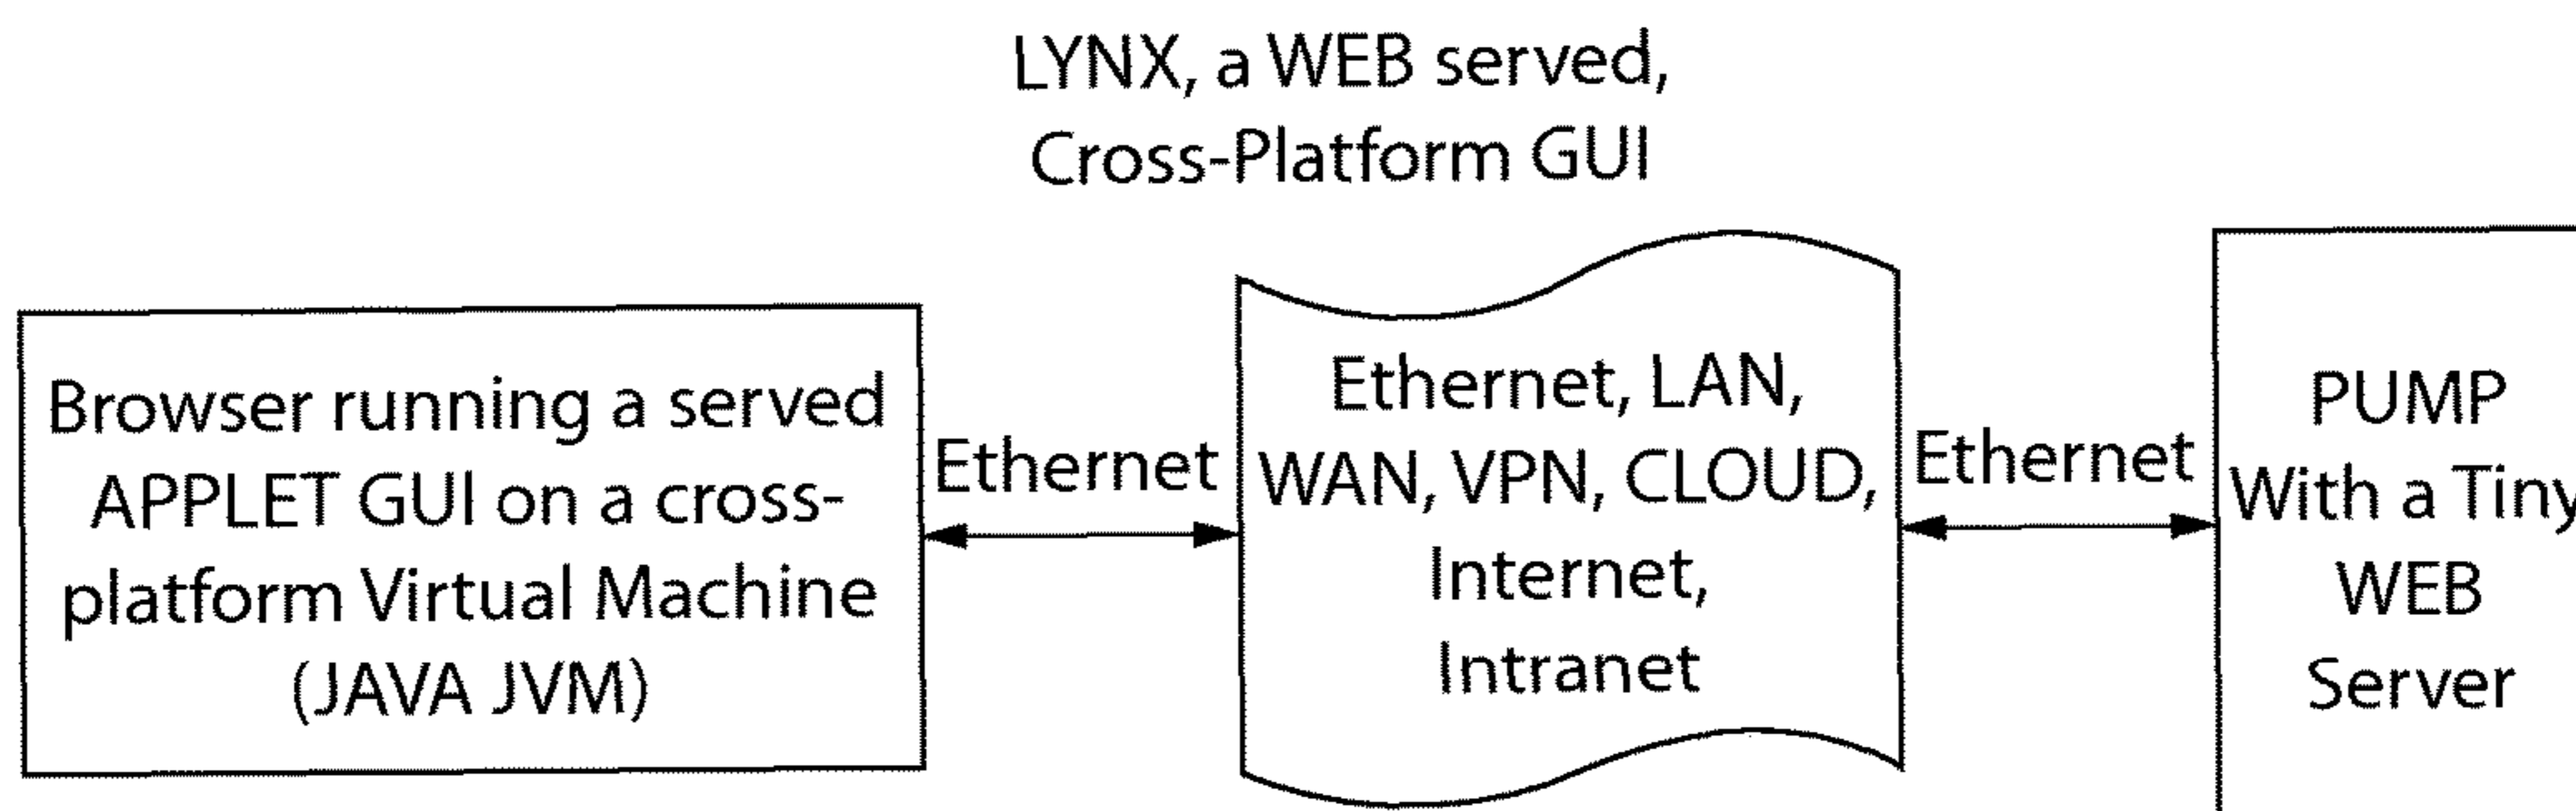 LYNX, a WEB served,
Cross-Platform GUI
Browser running a served
APPLET GUI on a cross-
platform Virtual Machine
(JAVA JVM)
Ethernet
Ethernet, LAN,
WAN, VPN, CLOUD,
Internet,
Intranet
Ethernet
PUMP
With a Tiny
WEB
Server